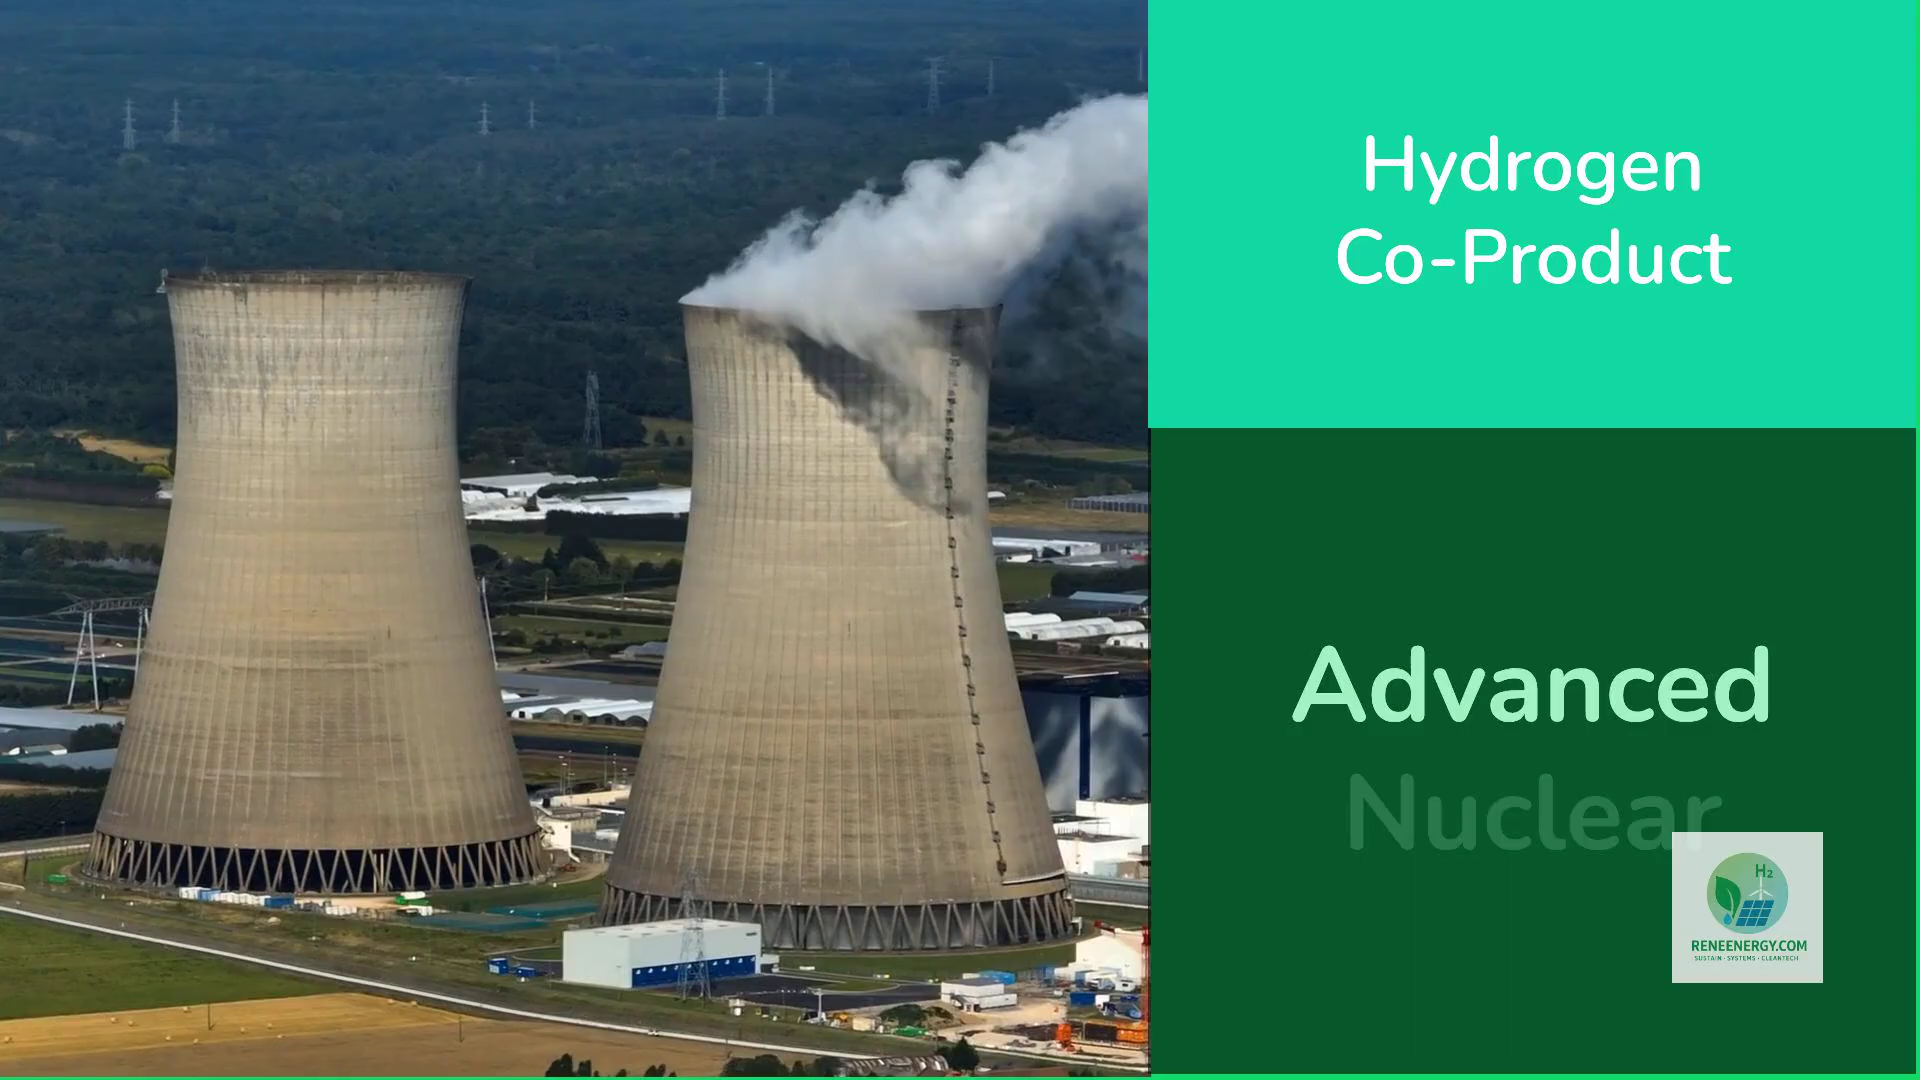 Hydrogen
Co-Product
Advanced
Nuclear
H₂
RENEENERGY.COM
SUSTAIN · SYSTEMS · CLEANTECH